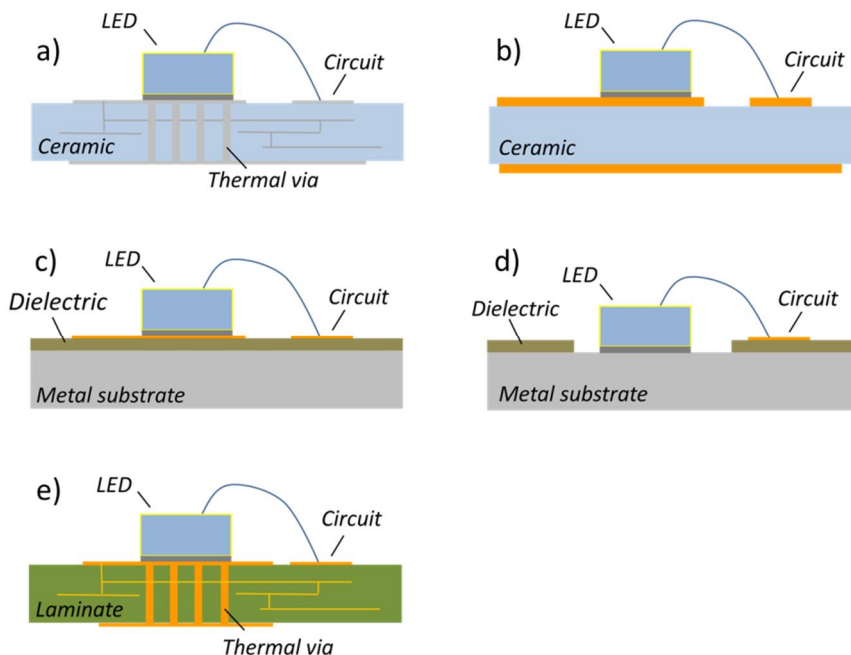 a)
LED
Circuit
Ceramic
Thermal via
b)
LED
Circuit
Ceramic
c)
LED
Dielectric
Circuit
Metal substrate
d)
LED
Dielectric
Circuit
Metal substrate
e)
LED
Circuit
Laminate
Thermal via